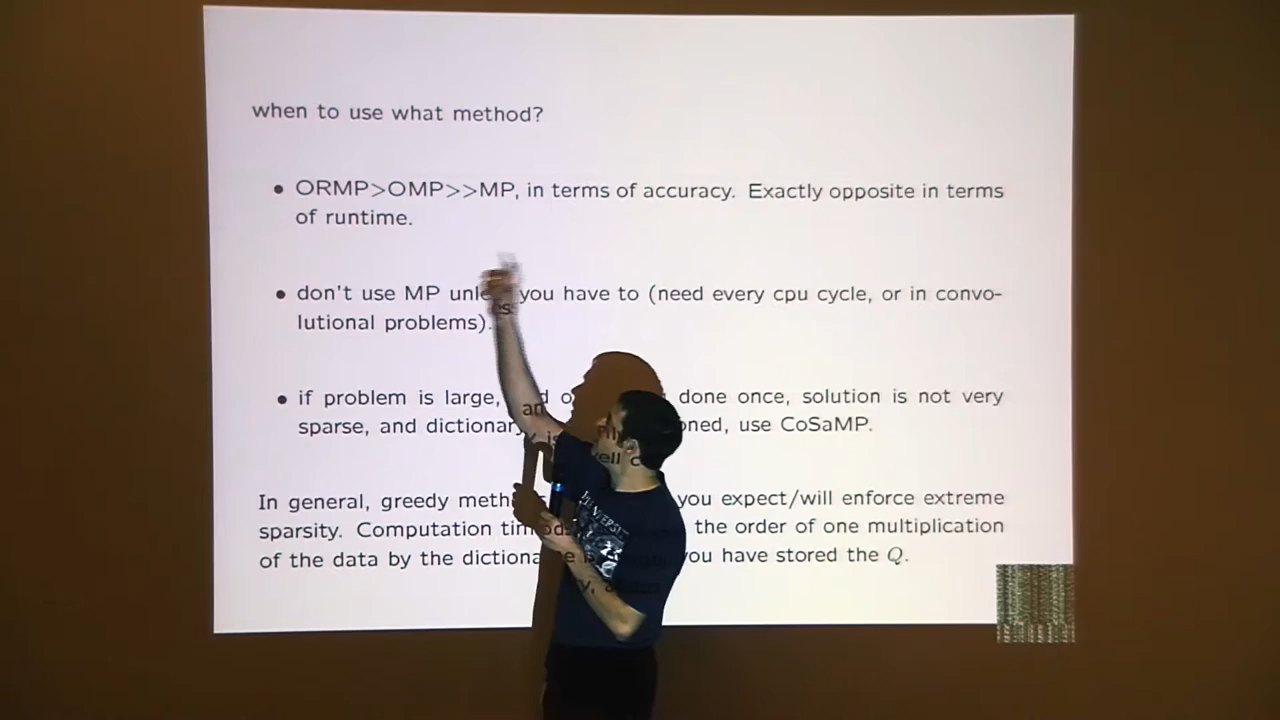 when to use what method?
• ORMP>OMP>>MP, in terms of accuracy. Exactly opposite in terms
of runtime.
• don't use MP unless you have to (need every cpu cycle, or in convo-
lutional problems).
• if problem is large, and only done once, solution is not very
sparse, and dictionary is well conditioned, use CoSaMP.
In general, greedy methods you expect/will enforce extreme
sparsity. Computation time the order of one multiplication
of the data by the dictionary, you have stored the Q.